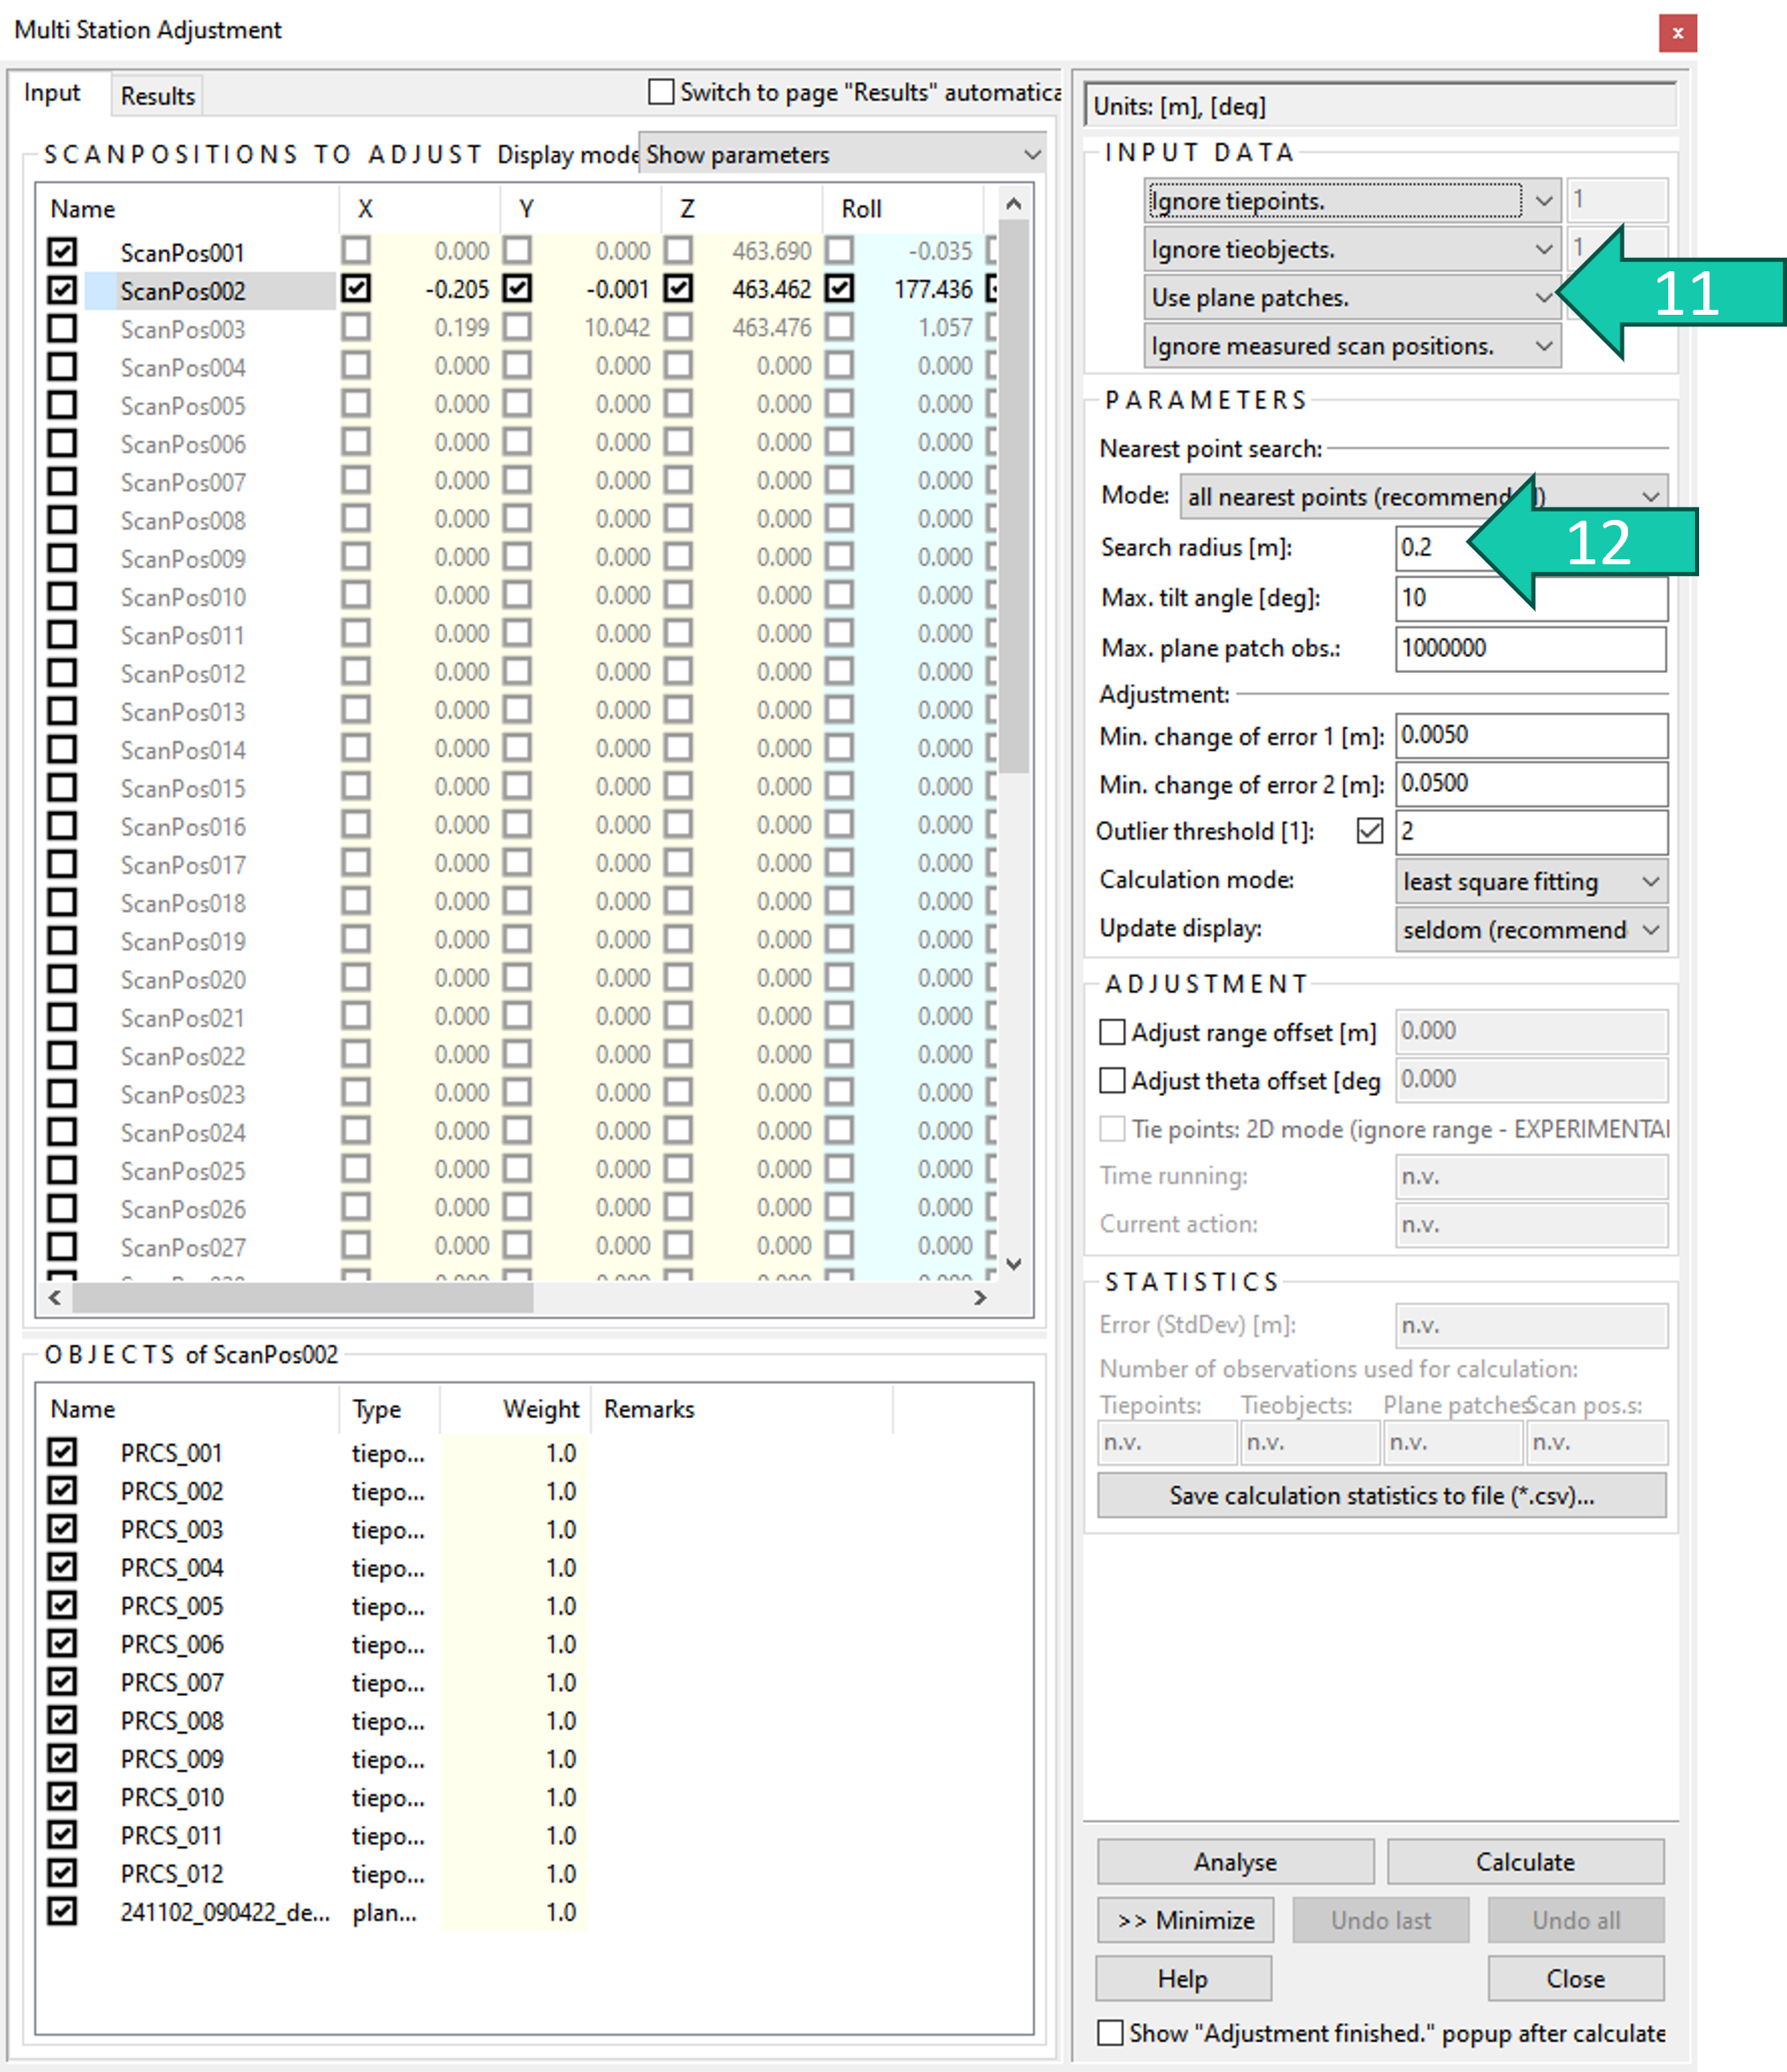 Multi Station Adjustment
x
Input
Results
Switch to page "Results" automatica
SCANPOSITIONS TO ADJUST Display mode Show parameters
Name X Y Z Roll
ScanPos001 0.000 0.000 463.690 -0.035
ScanPos002 -0.205 -0.001 463.462 177.436
ScanPos003 0.199 10.042 463.476 1.057
ScanPos004 0.000 0.000 0.000 0.000
ScanPos005 0.000 0.000 0.000 0.000
ScanPos006 0.000 0.000 0.000 0.000
ScanPos007 0.000 0.000 0.000 0.000
ScanPos008 0.000 0.000 0.000 0.000
ScanPos009 0.000 0.000 0.000 0.000
ScanPos010 0.000 0.000 0.000 0.000
ScanPos011 0.000 0.000 0.000 0.000
ScanPos012 0.000 0.000 0.000 0.000
ScanPos013 0.000 0.000 0.000 0.000
ScanPos014 0.000 0.000 0.000 0.000
ScanPos015 0.000 0.000 0.000 0.000
ScanPos016 0.000 0.000 0.000 0.000
ScanPos017 0.000 0.000 0.000 0.000
ScanPos018 0.000 0.000 0.000 0.000
ScanPos019 0.000 0.000 0.000 0.000
ScanPos020 0.000 0.000 0.000 0.000
ScanPos021 0.000 0.000 0.000 0.000
ScanPos022 0.000 0.000 0.000 0.000
ScanPos023 0.000 0.000 0.000 0.000
ScanPos024 0.000 0.000 0.000 0.000
ScanPos025 0.000 0.000 0.000 0.000
ScanPos026 0.000 0.000 0.000 0.000
ScanPos027 0.000 0.000 0.000 0.000
OBJECTS of ScanPos002
Name Type Weight Remarks
PRCS_001 tiepo... 1.0
PRCS_002 tiepo... 1.0
PRCS_003 tiepo... 1.0
PRCS_004 tiepo... 1.0
PRCS_005 tiepo... 1.0
PRCS_006 tiepo... 1.0
PRCS_007 tiepo... 1.0
PRCS_008 tiepo... 1.0
PRCS_009 tiepo... 1.0
PRCS_010 tiepo... 1.0
PRCS_011 tiepo... 1.0
PRCS_012 tiepo... 1.0
241102_090422_de... plan... 1.0
Units: [m], [deg]
INPUT DATA
Ignore tiepoints. 1
Ignore tieobjects. 1
Use plane patches.
11
Ignore measured scan positions.
PARAMETERS
Nearest point search:
Mode: all nearest points (recommend )
Search radius [m]: 0.2
12
Max. tilt angle [deg]: 10
Max. plane patch obs.: 1000000
Adjustment:
Min. change of error 1 [m]: 0.0050
Min. change of error 2 [m]: 0.0500
Outlier threshold [1]: 2
Calculation mode: least square fitting
Update display: seldom (recommend
ADJUSTMENT
Adjust range offset [m] 0.000
Adjust theta offset [deg 0.000
Tie points: 2D mode (ignore range - EXPERIMENTAL
Time running: n.v.
Current action: n.v.
STATISTICS
Error (StdDev) [m]: n.v.
Number of observations used for calculation:
Tiepoints: Tieobjects: Plane patches Scan pos.s:
n.v. n.v. n.v. n.v.
Save calculation statistics to file (*.csv)...
Analyse Calculate
>> Minimize Undo last Undo all
Help Close
Show "Adjustment finished." popup after calculate